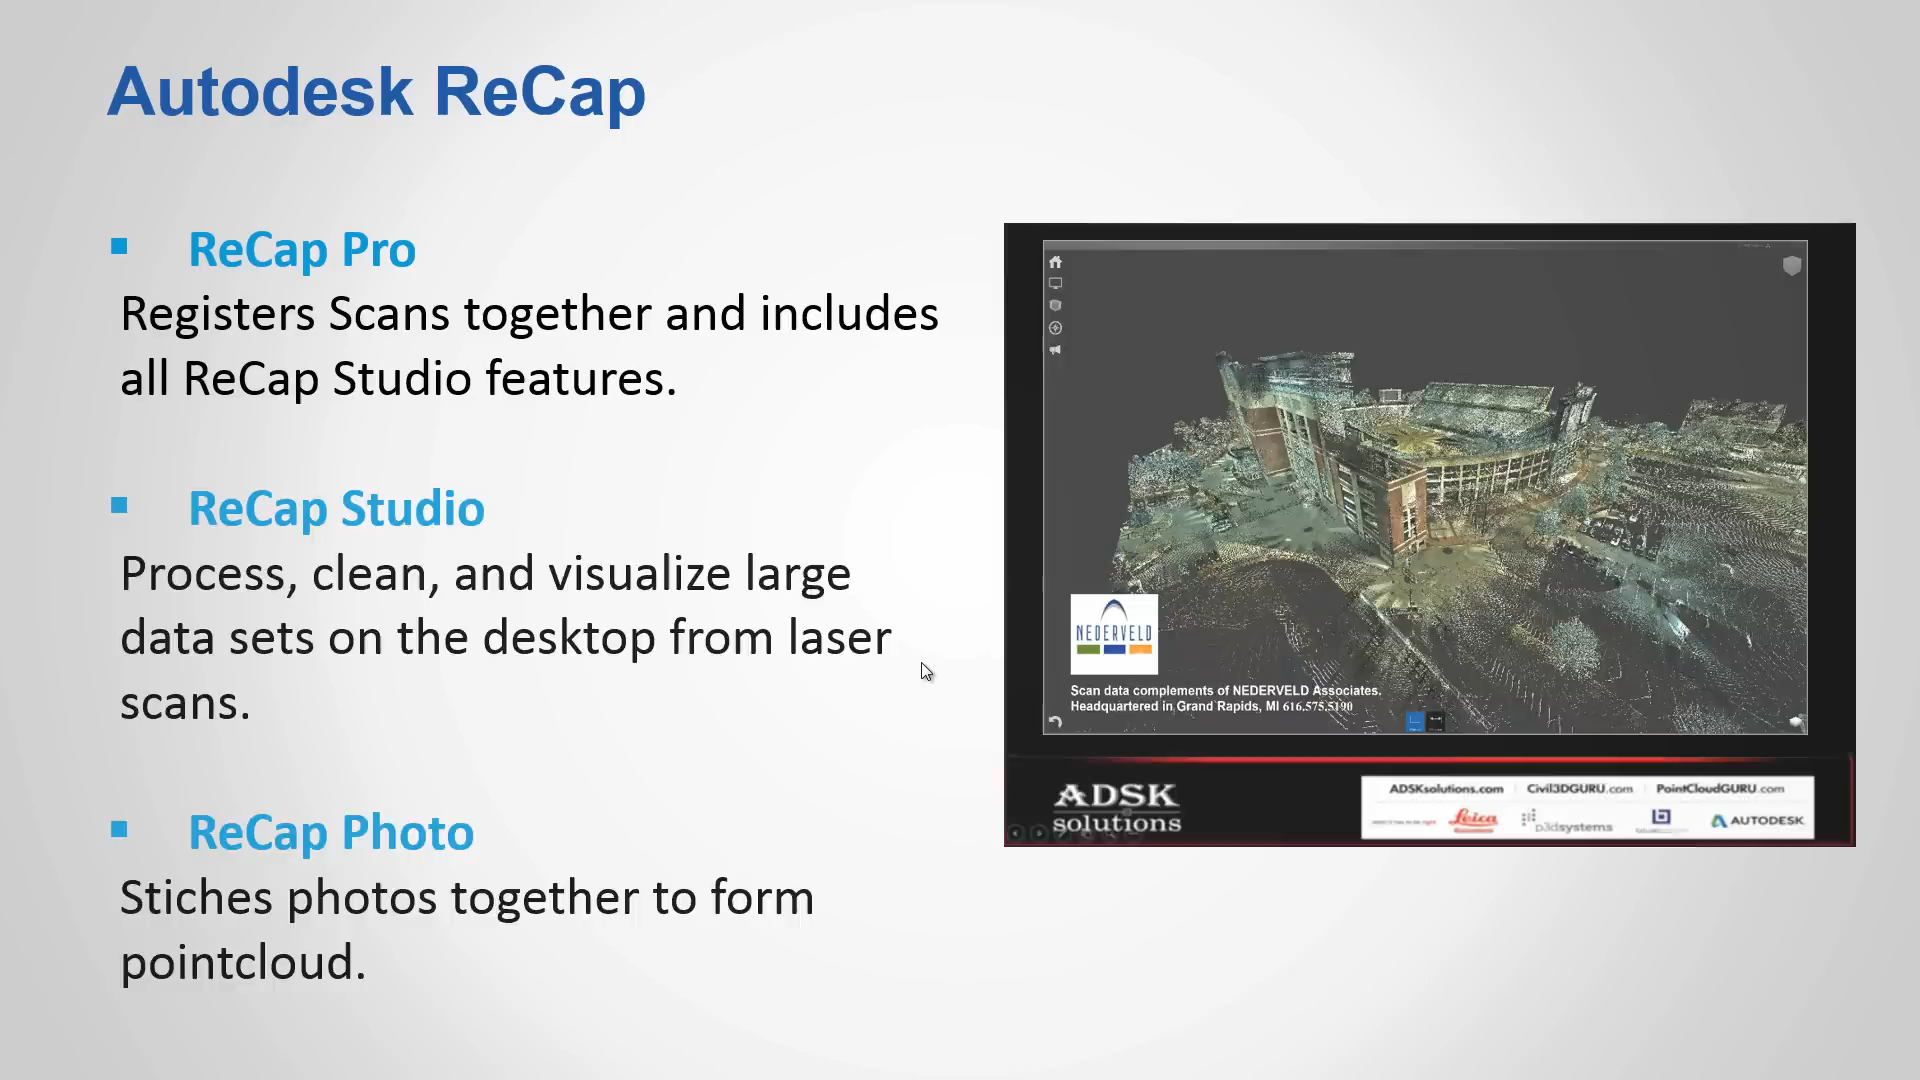 Autodesk ReCap
ReCap Pro
Registers Scans together and includes
all ReCap Studio features.
ReCap Studio
Process, clean, and visualize large
data sets on the desktop from laser
scans.
ReCap Photo
Stiches photos together to form
pointcloud.
NEDERVELD
Scan data complements of NEDERVELD Associates.
Headquartered in Grand Rapids, MI 616.575.5190
ADSK
solutions
ADSKsolutions.com
Civil3DGURU.com
PointCloudGURU.com
Leica
p3dsystems
AUTODESK